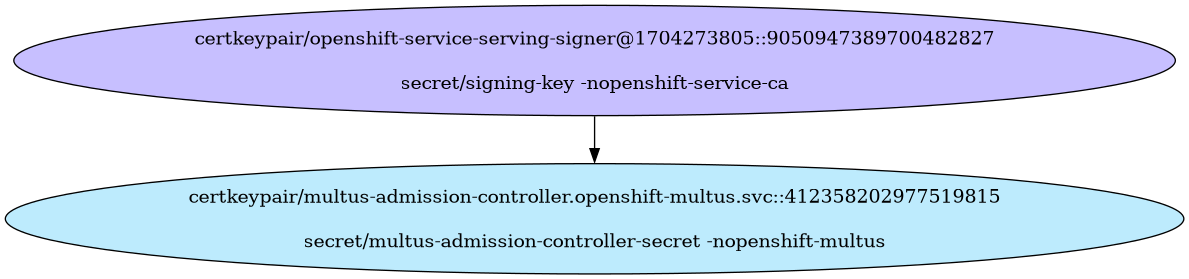 certkeypair/openshift-service-serving-signer@1704273805::9050947389700482827
secret/signing-key -nopenshift-service-ca
certkeypair/multus-admission-controller.openshift-multus.svc::412358202977519815
secret/multus-admission-controller-secret -nopenshift-multus